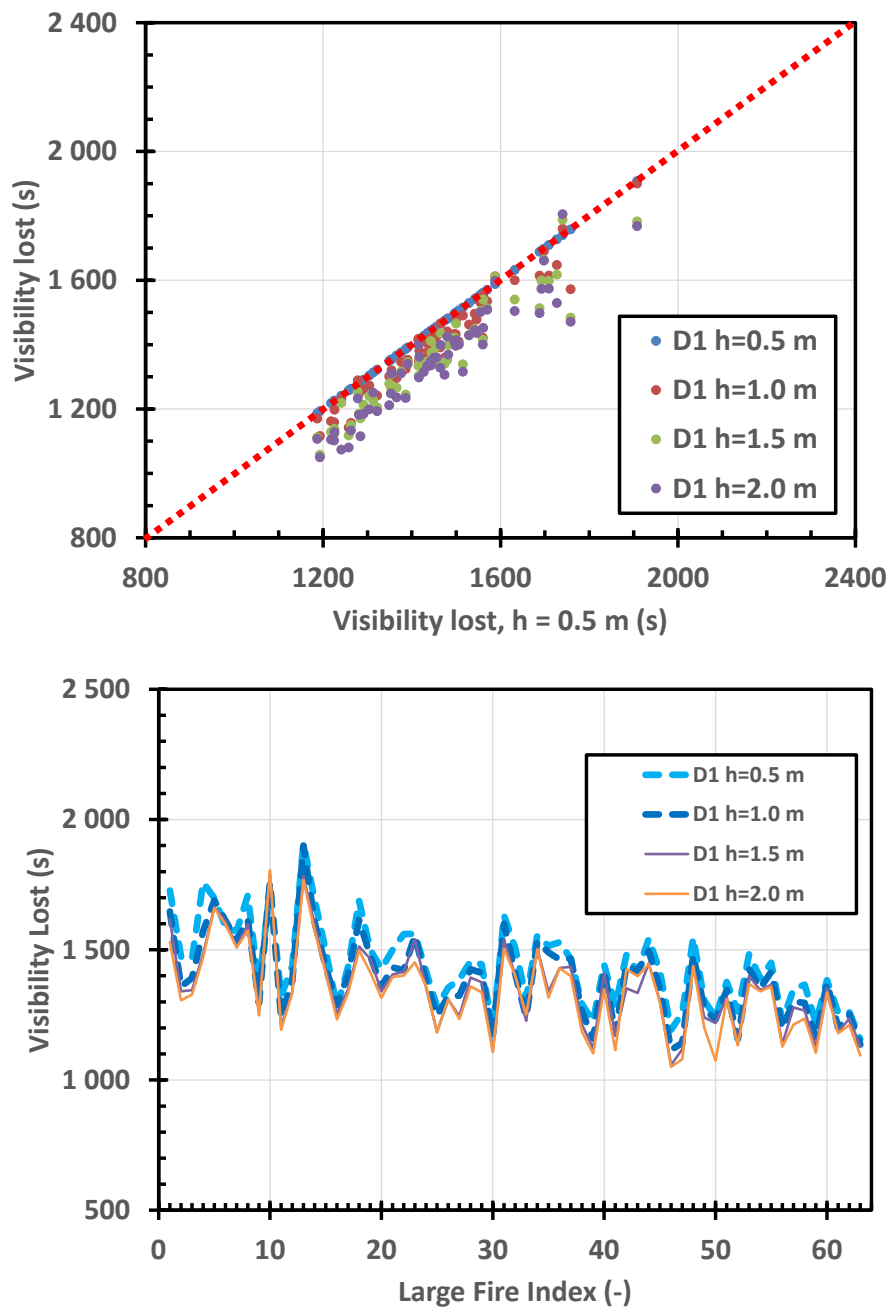 2 400
2 000
1 600
1 200
800
Visibility lost (s)
D1 h=0.5 m
D1 h=1.0 m
D1 h=1.5 m
D1 h=2.0 m
800 1200 1600 2000 2400
Visibility lost, h = 0.5 m (s)
2 500
2 000
1 500
1 000
500
Visibility Lost (s)
D1 h=0.5 m
D1 h=1.0 m
D1 h=1.5 m
D1 h=2.0 m
0 10 20 30 40 50 60
Large Fire Index (-)